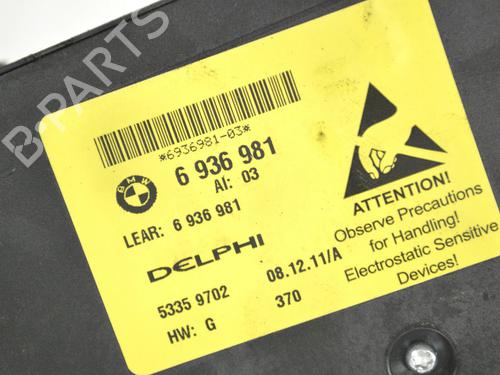 B-PARTS
*6936981-03*
BMW
6 936 981
AI: 03
LEAR: 6 936 981
DELPHI
5335 9702
08.12.11/A
HW: G
370
ATTENTION!
Observe Precautions
for Handling!
Electrostatic Sensitive
Devices!